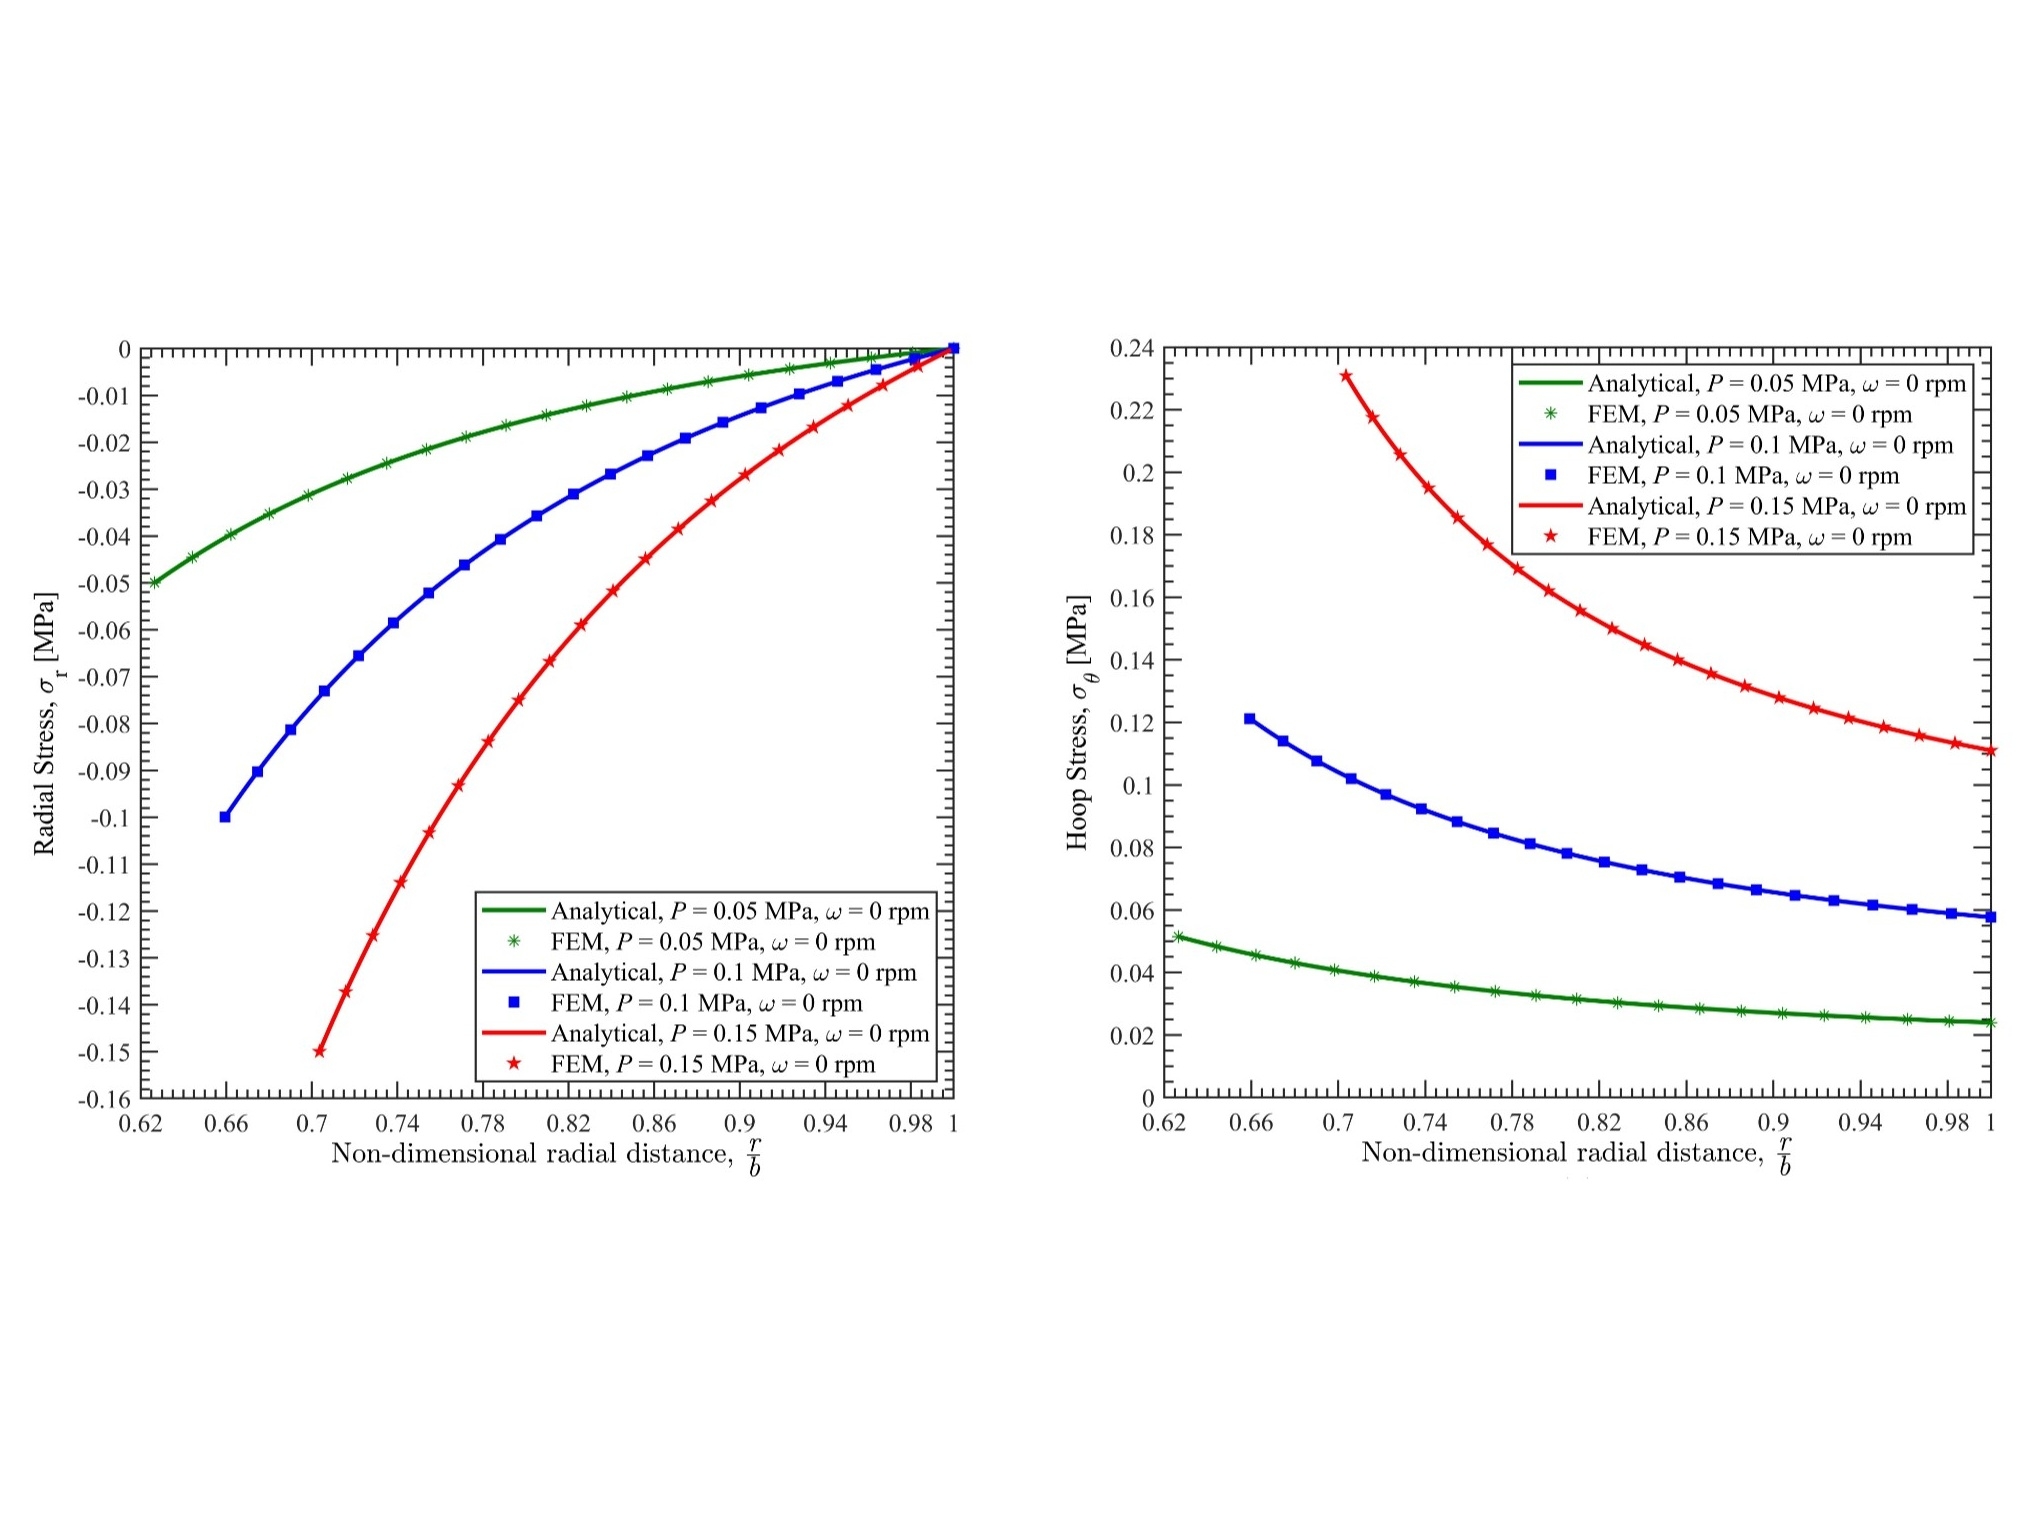 0
-0.01
-0.02
-0.03
-0.04
-0.05
-0.06
-0.07
-0.08
-0.09
-0.1
-0.11
-0.12
-0.13
-0.14
-0.15
-0.16
Radial Stress, σr [MPa]
Analytical, P = 0.05 MPa, ω = 0 rpm
FEM, P = 0.05 MPa, ω = 0 rpm
Analytical, P = 0.1 MPa, ω = 0 rpm
FEM, P = 0.1 MPa, ω = 0 rpm
Analytical, P = 0.15 MPa, ω = 0 rpm
FEM, P = 0.15 MPa, ω = 0 rpm
0.62 0.66 0.7 0.74 0.78 0.82 0.86 0.9 0.94 0.98 1
Non-dimensional radial distance, r/b
0.24
0.22
0.2
0.18
0.16
0.14
0.12
0.1
0.08
0.06
0.04
0.02
0
Hoop Stress, σθ [MPa]
Analytical, P = 0.05 MPa, ω = 0 rpm
FEM, P = 0.05 MPa, ω = 0 rpm
Analytical, P = 0.1 MPa, ω = 0 rpm
FEM, P = 0.1 MPa, ω = 0 rpm
Analytical, P = 0.15 MPa, ω = 0 rpm
FEM, P = 0.15 MPa, ω = 0 rpm
0.62 0.66 0.7 0.74 0.78 0.82 0.86 0.9 0.94 0.98 1
Non-dimensional radial distance, r/b